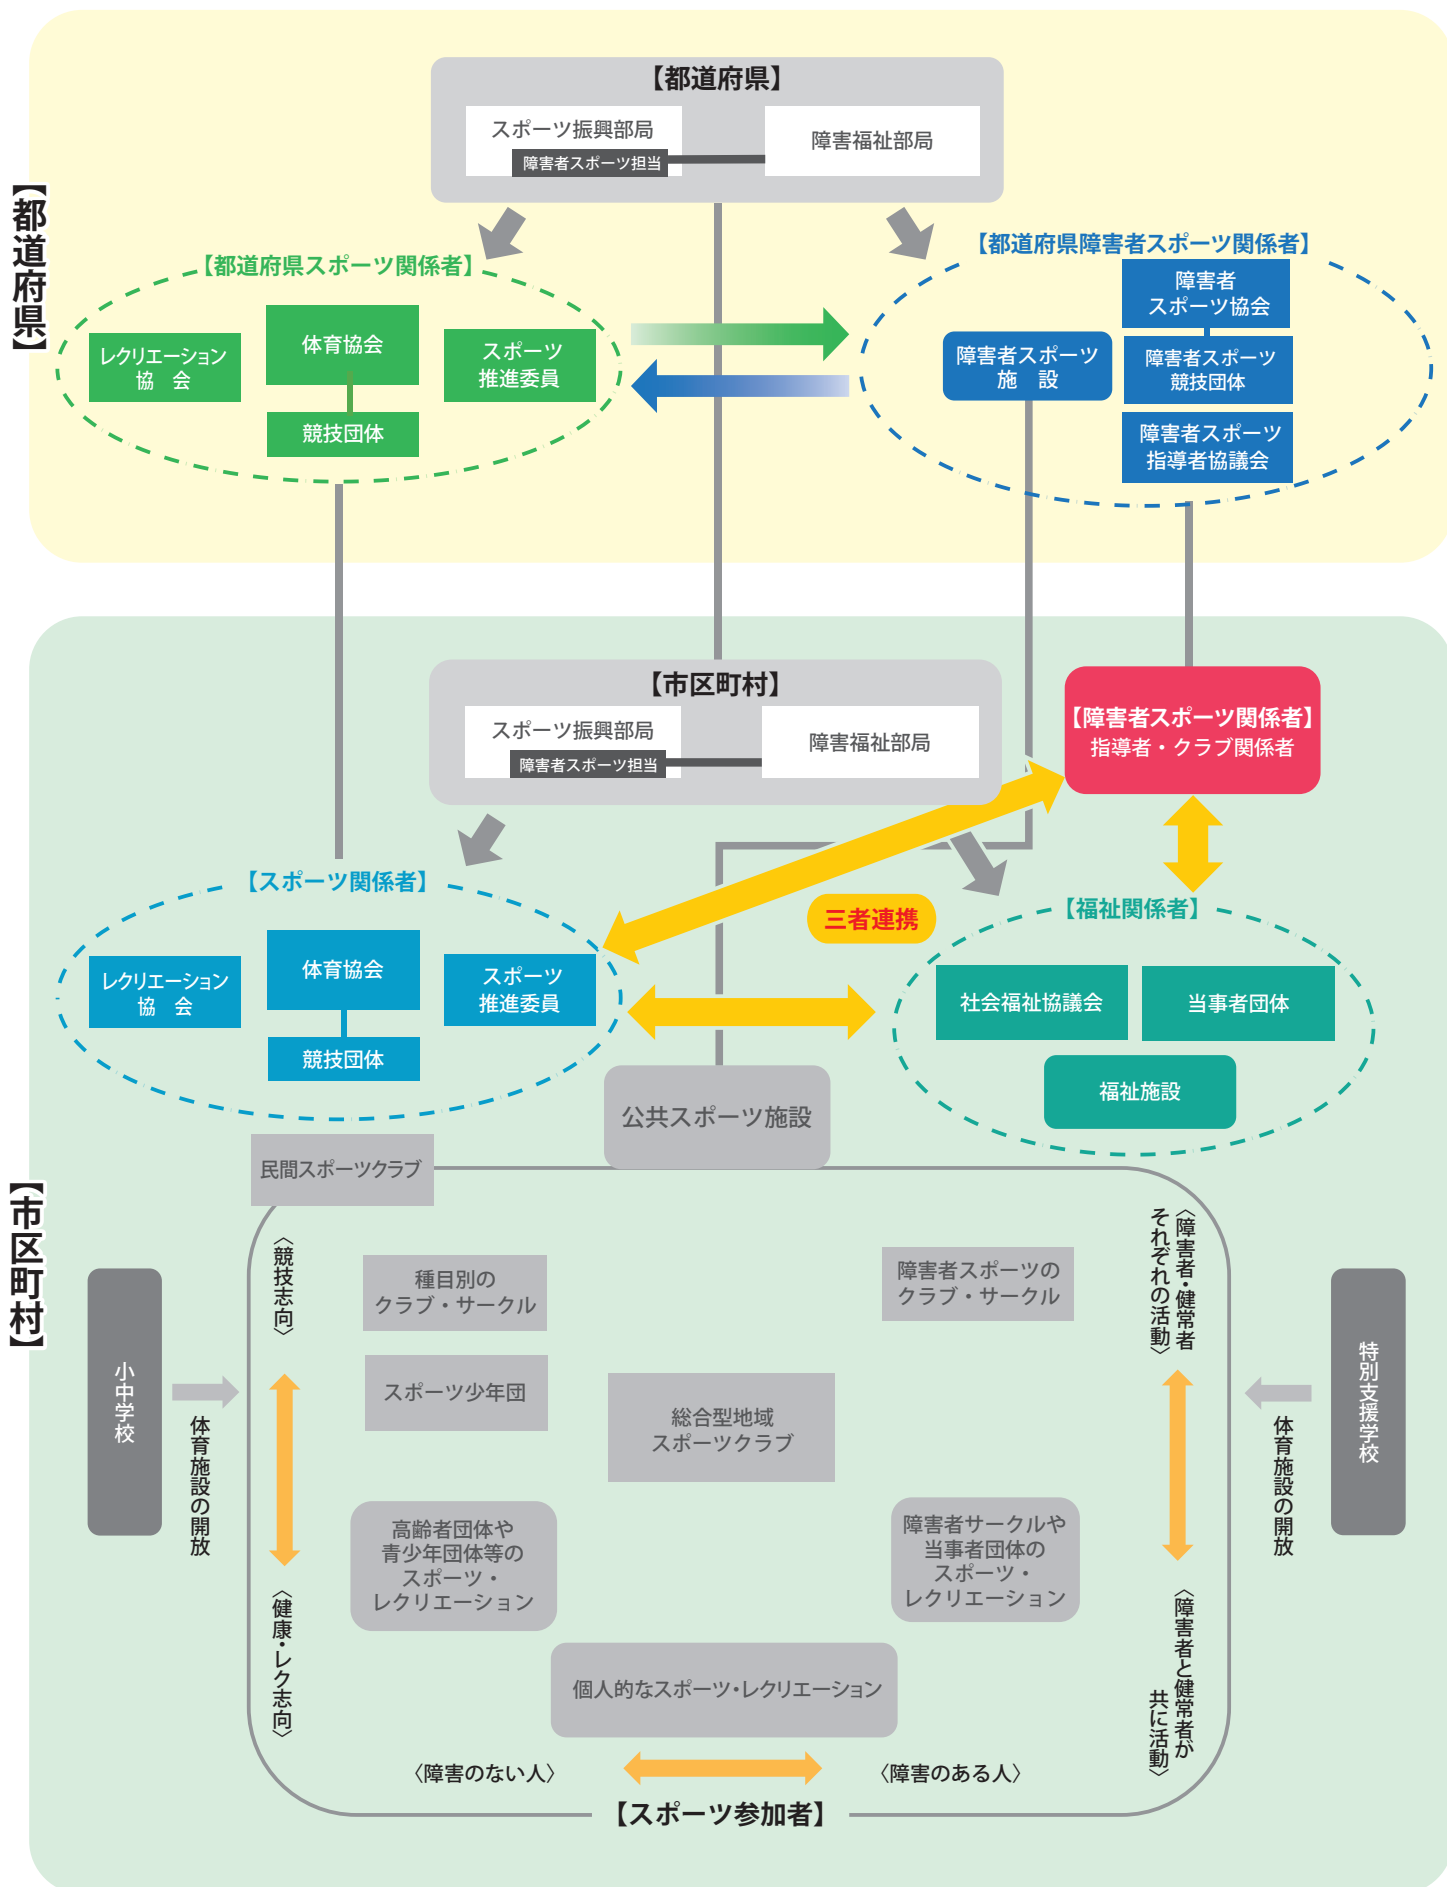 【都道府県】
【都道府県】
スポーツ振興部局
障害者スポーツ担当
障害福祉部局
【都道府県スポーツ関係者】
レクリエーション
協　会
体育協会
競技団体
スポーツ
推進委員
【都道府県障害者スポーツ関係者】
障害者
スポーツ協会
障害者スポーツ
施　設
障害者スポーツ
競技団体
障害者スポーツ
指導者協議会
【市区町村】
【市区町村】
スポーツ振興部局
障害者スポーツ担当
障害福祉部局
【障害者スポーツ関係者】
指導者・クラブ関係者
【スポーツ関係者】
レクリエーション
協　会
体育協会
競技団体
スポーツ
推進委員
三者連携
【福祉関係者】
社会福祉協議会
当事者団体
福祉施設
公共スポーツ施設
民間スポーツクラブ
〈競技志向〉
〈健康・レク志向〉
種目別の
クラブ・サークル
障害者スポーツの
クラブ・サークル
〈障害者・健常者
それぞれの活動〉
スポーツ少年団
総合型地域
スポーツクラブ
小中学校
体育施設の開放
特別支援学校
体育施設の開放
高齢者団体や
青少年団体等の
スポーツ・
レクリエーション
障害者サークルや
当事者団体の
スポーツ・
レクリエーション
〈障害者と健常者が
共に活動〉
個人的なスポーツ・レクリエーション
〈障害のない人〉
〈障害のある人〉
【スポーツ参加者】